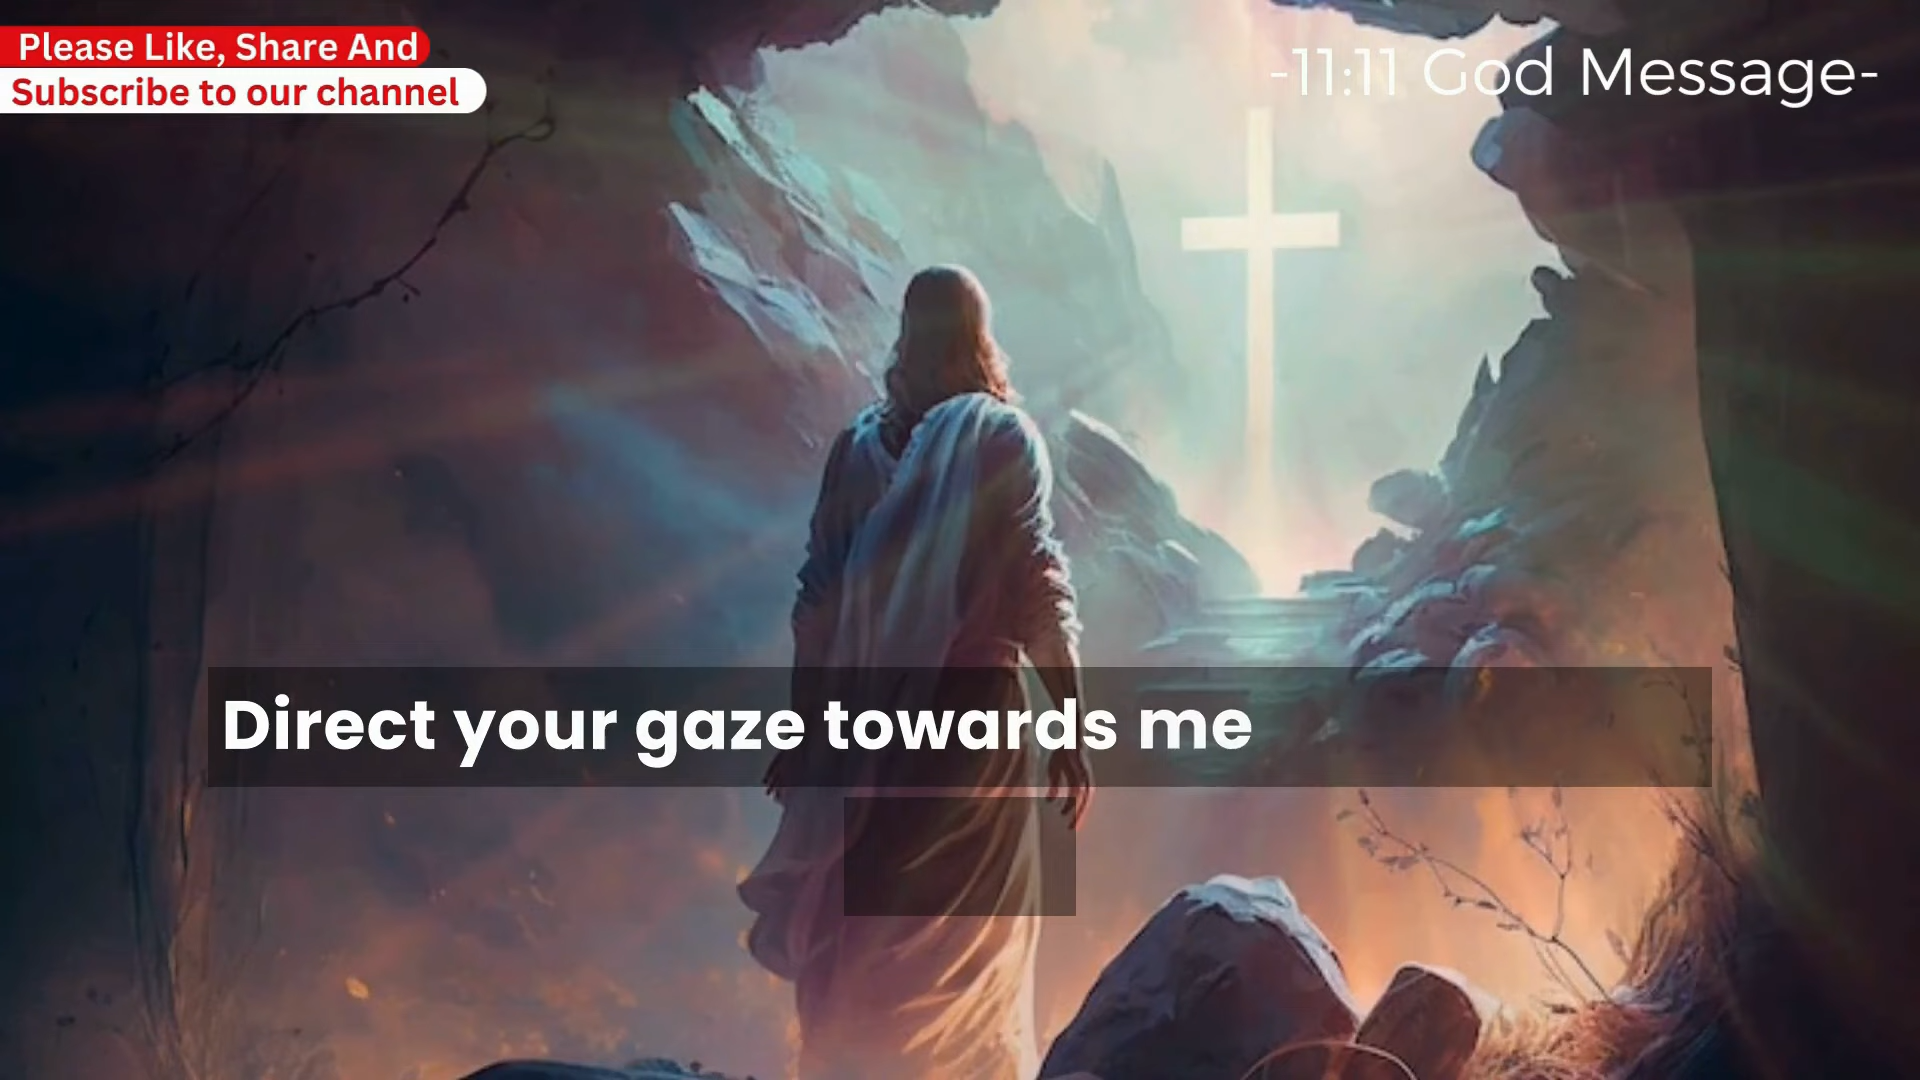 Please Like, Share And
Subscribe to our channel
-11:11 God Message-
Direct your gaze towards me